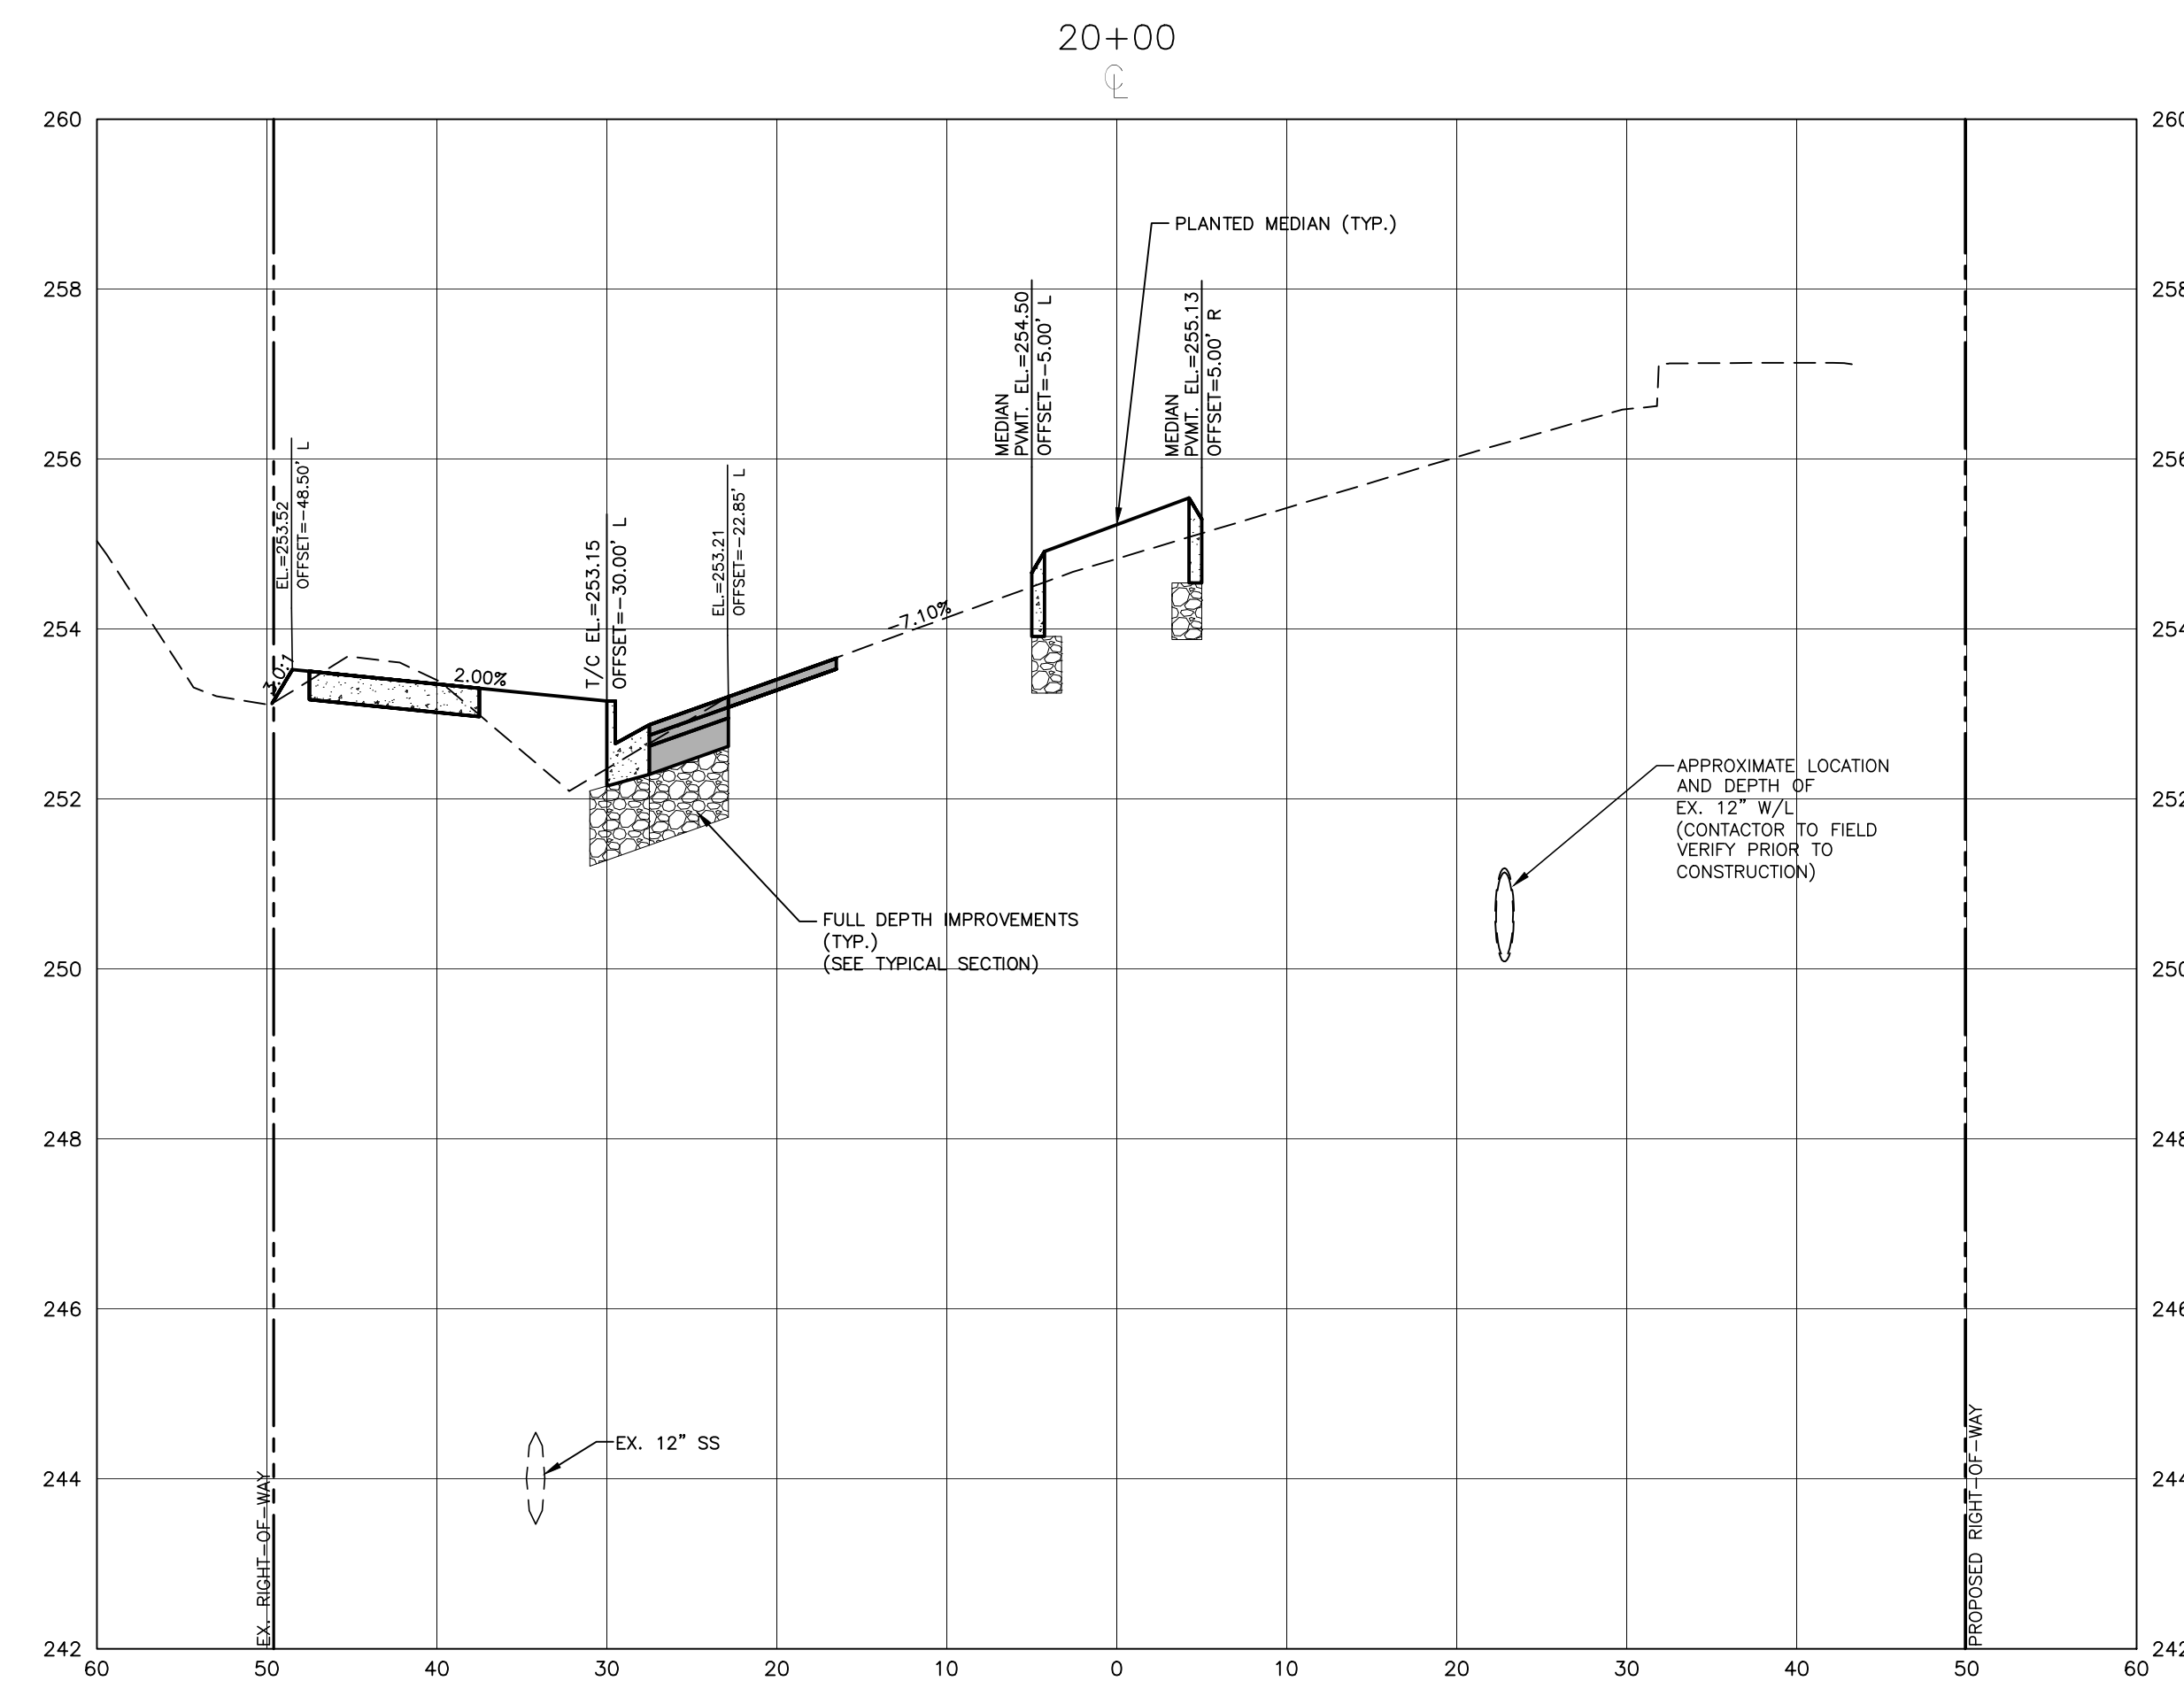 20+00
CL
260
260
258
258
256
256
254
254
252
252
250
250
248
248
246
246
244
244
242
242
PLANTED MEDIAN (TYP.)
MEDIAN
PVMT. EL.=254.50
OFFSET=-5.00' L
MEDIAN
PVMT. EL.=255.13
OFFSET=5.00' R
EL.=253.52
OFFSET=-48.50' L
T/C EL.=253.15
OFFSET=-30.00' L
EL.=253.21
OFFSET=-22.85' L
3.0:1
2.00%
-7.10%
APPROXIMATE LOCATION
AND DEPTH OF
EX. 12" W/L
(CONTACTOR TO FIELD
VERIFY PRIOR TO
CONSTRUCTION)
FULL DEPTH IMPROVEMENTS
(TYP.)
(SEE TYPICAL SECTION)
EX. 12" SS
EX. RIGHT-OF-WAY
PROPOSED RIGHT-OF-WAY
60 50 40 30 20 10 0 10 20 30 40 50 60